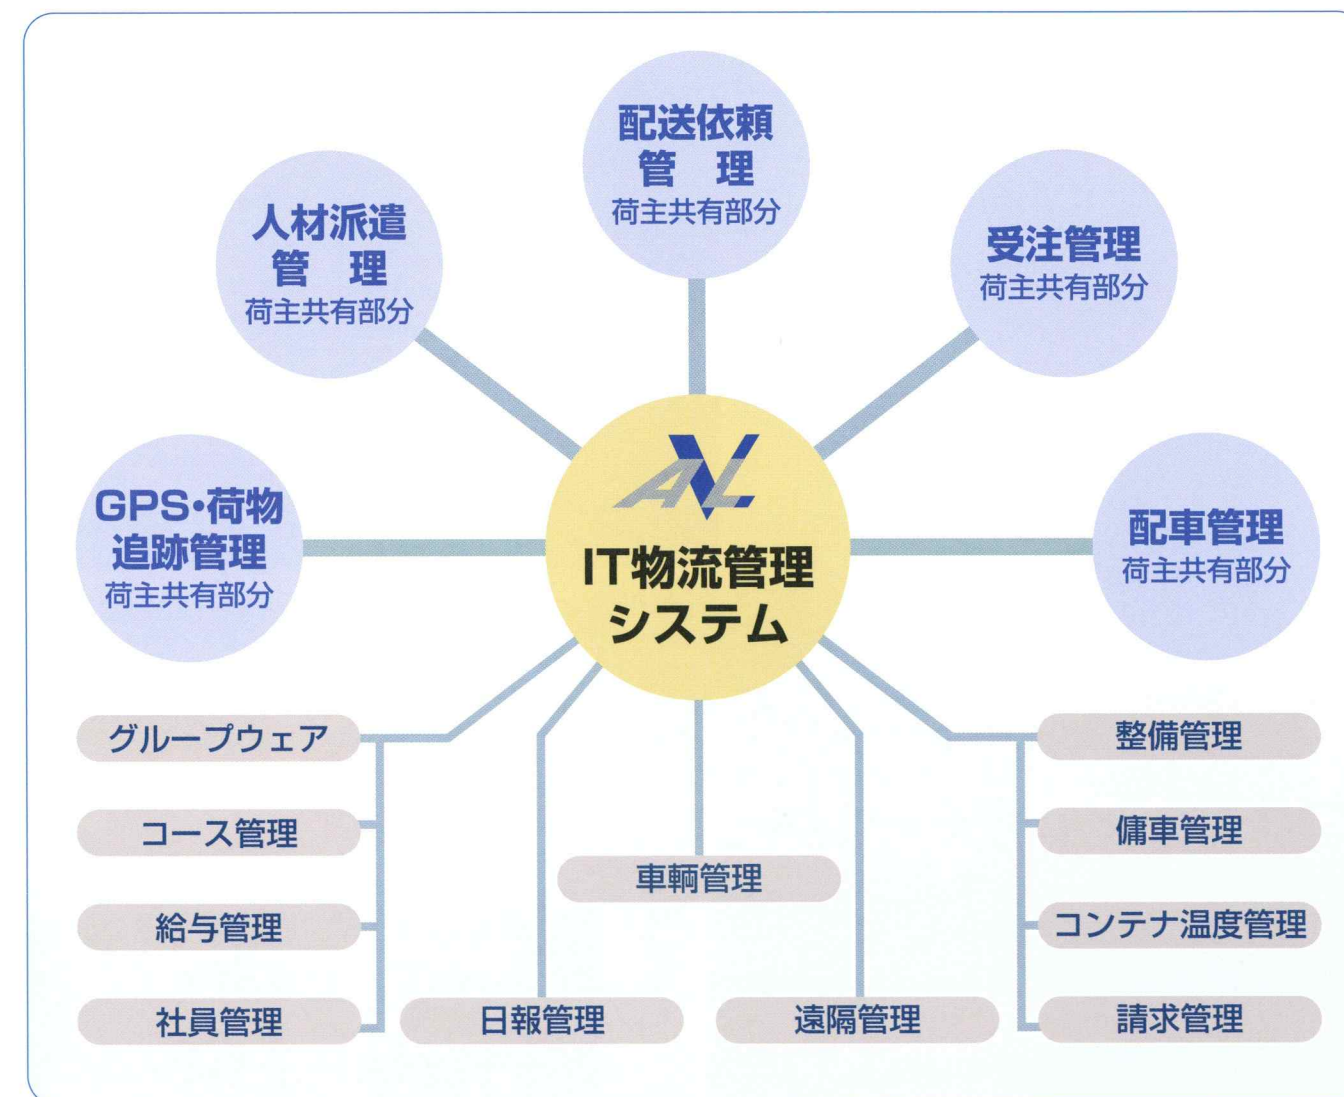 配送依頼
管 理
荷主共有部分
人材派遣
管 理
荷主共有部分
受注管理
荷主共有部分
GPS・荷物
追跡管理
荷主共有部分
AVL
IT物流管理
システム
配車管理
荷主共有部分
グループウェア
コース管理
給与管理
社員管理
日報管理
車輌管理
遠隔管理
整備管理
傭車管理
コンテナ温度管理
請求管理